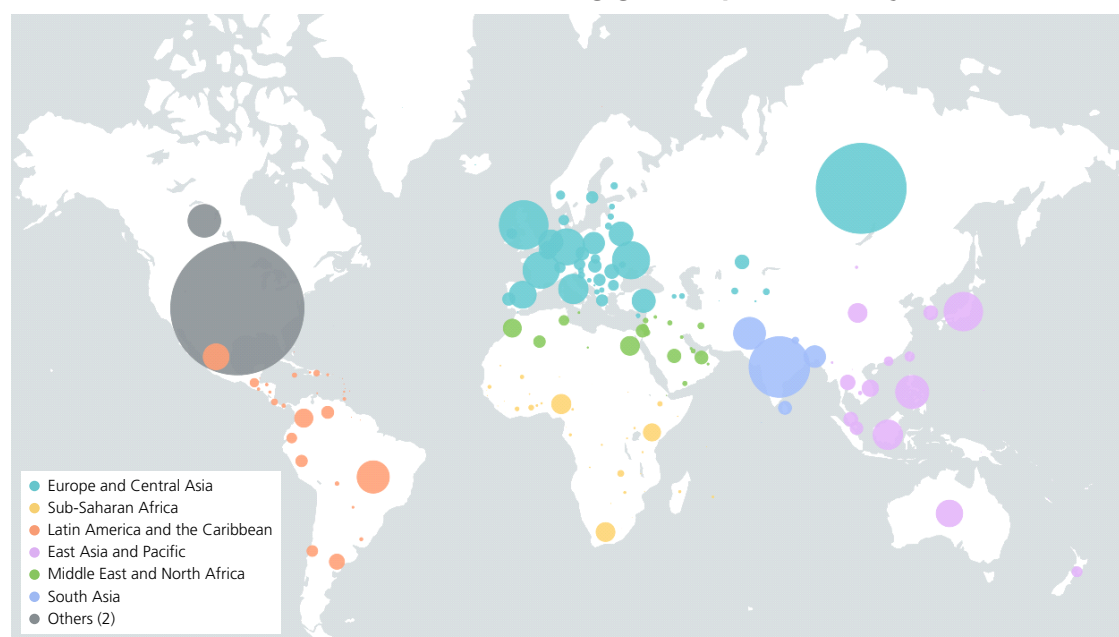 Europe and Central Asia
Sub-Saharan Africa
Latin America and the Caribbean
East Asia and Pacific
Middle East and North Africa
South Asia
Others (2)